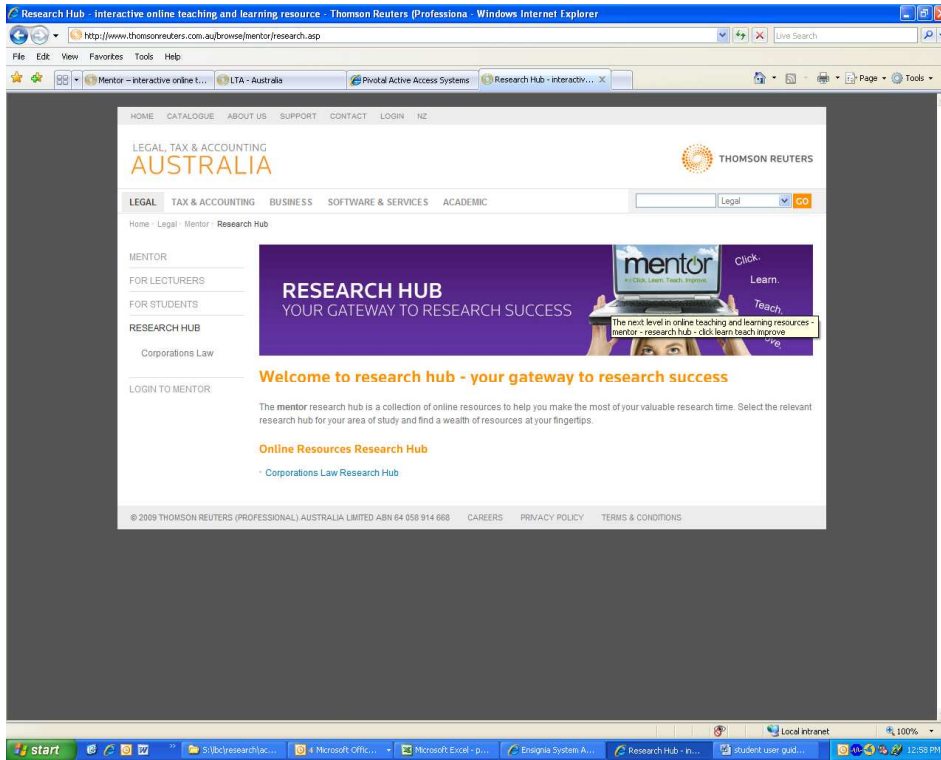 Research Hub - interactive online teaching and learning resource - Thomson Reuters (Professiona - Windows Internet Explorer
http://www.thomsonreuters.com.au/browse/mentor/research.asp
Live Search
File Edit View Favorites Tools Help
Mentor – interactive online t...
LTA - Australia
Pivotal Active Access Systems
Research Hub - interactiv...
Page
Tools
HOME CATALOGUE ABOUT US SUPPORT CONTACT LOGIN NZ
LEGAL, TAX & ACCOUNTING
AUSTRALIA
THOMSON REUTERS
LEGAL TAX & ACCOUNTING BUSINESS SOFTWARE & SERVICES ACADEMIC
Legal
GO
Home · Legal · Mentor · Research Hub
MENTOR
FOR LECTURERS
FOR STUDENTS
RESEARCH HUB
Corporations Law
LOGIN TO MENTOR
RESEARCH HUB
YOUR GATEWAY TO RESEARCH SUCCESS
mentor
Click. Learn. Teach. Improve.
Click.
Learn.
Teach.
The next level in online teaching and learning resources -
mentor - research hub - click learn teach improve
Welcome to research hub - your gateway to research success
The mentor research hub is a collection of online resources to help you make the most of your valuable research time. Select the relevant
research hub for your area of study and find a wealth of resources at your fingertips.
Online Resources Research Hub
· Corporations Law Research Hub
© 2009 THOMSON REUTERS (PROFESSIONAL) AUSTRALIA LIMITED ABN 64 058 914 668 CAREERS PRIVACY POLICY TERMS & CONDITIONS
Local intranet
100%
start
S:\lbc\research\ac...
4 Microsoft Offic...
Microsoft Excel - p...
Ensignia System A...
Research Hub - in...
student user guid...
12:58 PM